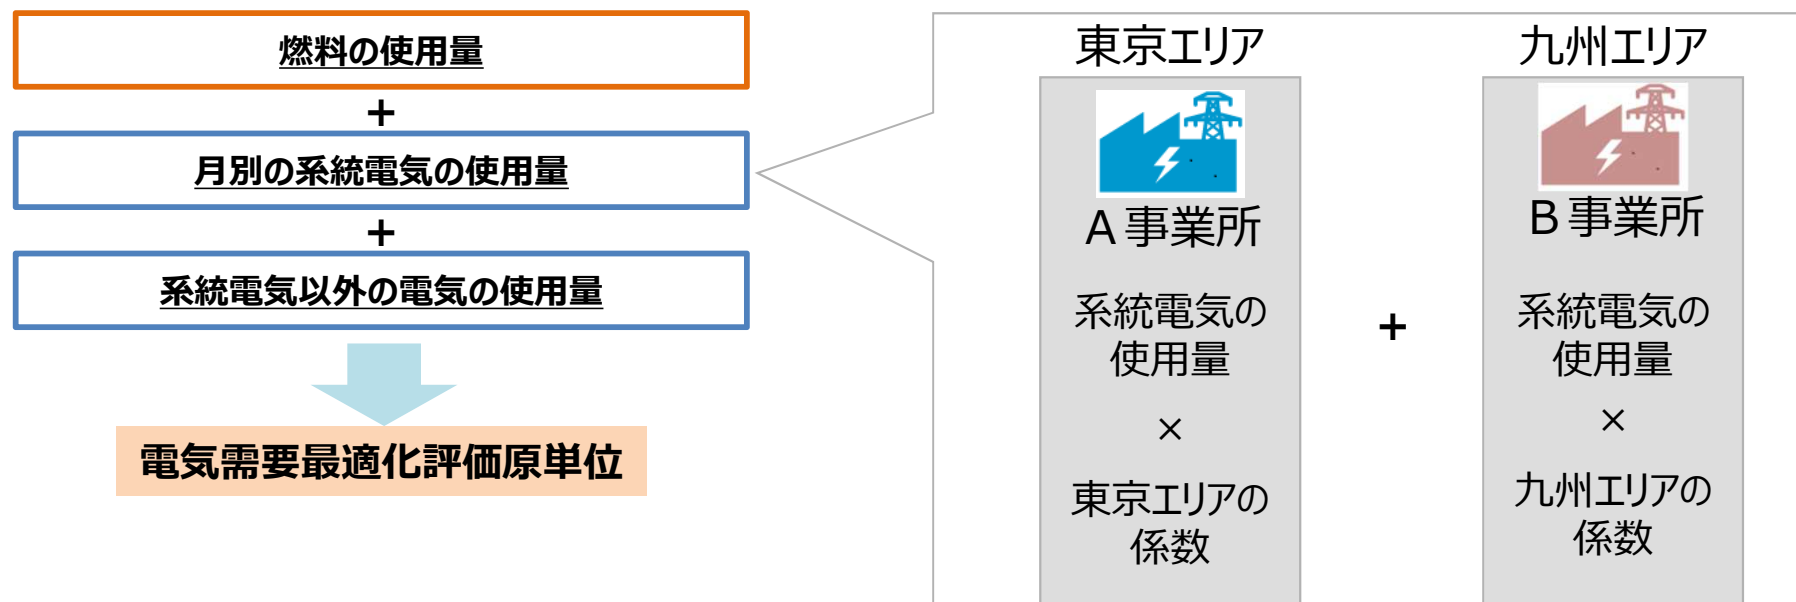 燃料の使用量
+
月別の系統電気の使用量
+
系統電気以外の電気の使用量
電気需要最適化評価原単位
東京エリア
A事業所
系統電気の
使用量
×
東京エリアの
係数
+
九州エリア
B事業所
系統電気の
使用量
×
九州エリアの
係数